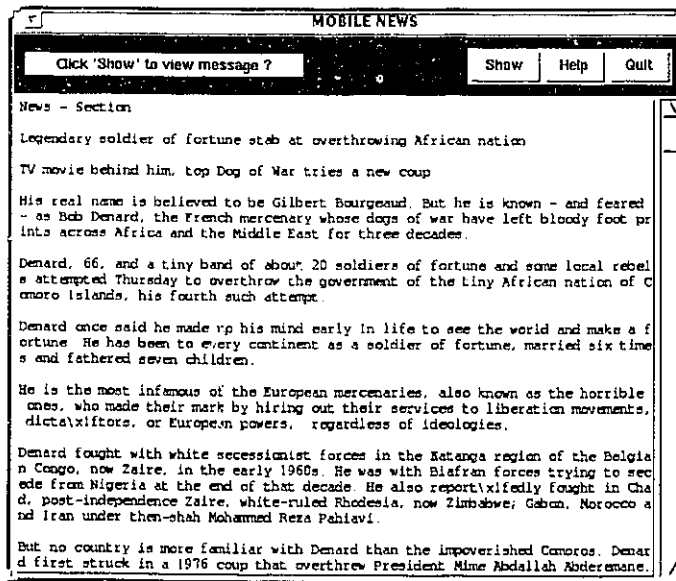 MOBILE NEWS
Click 'Show' to view message ?
Show Help Quit
News - Section
Legendary soldier of fortune stab at overthrowing African nation
TV movie behind him, top Dog of War tries a new coup
His real name is believed to be Gilbert Bourgeaud. But he is known - and feared
- as Bob Denard, the French mercenary whose dogs of war have left bloody foot pr
ints across Africa and the Middle East for three decades.
Denard, 66, and a tiny band of about 20 soldiers of fortune and some local rebel
s attempted Thursday to overthrow the government of the tiny African nation of C
omoro Islands, his fourth such attempt.
Denard once said he made up his mind early in life to see the world and make a f
ortune. He has been to every continent as a soldier of fortune, married six time
s and fathered seven children.
He is the most infamous of the European mercenaries, also known as the horrible
ones, who made their mark by hiring out their services to liberation movements,
dicta\xiftors, or European powers, regardless of ideologies.
Denard fought with white secessionist forces in the Katanga region of the Belgia
n Congo, now Zaire, in the early 1960s. He was with Biafran forces trying to sec
ede from Nigeria at the end of that decade. He also report\xifedly fought in Cha
d, post-independence Zaire, white-ruled Rhodesia, now Zimbabwe; Gabon, Morocco a
nd Iran under then-shah Mohammed Reza Pahlavi.
But no country is more familiar with Denard than the impoverished Comoros. Denar
d first struck in a 1976 coup that overthrew President Mime Abdallah Abderemane.